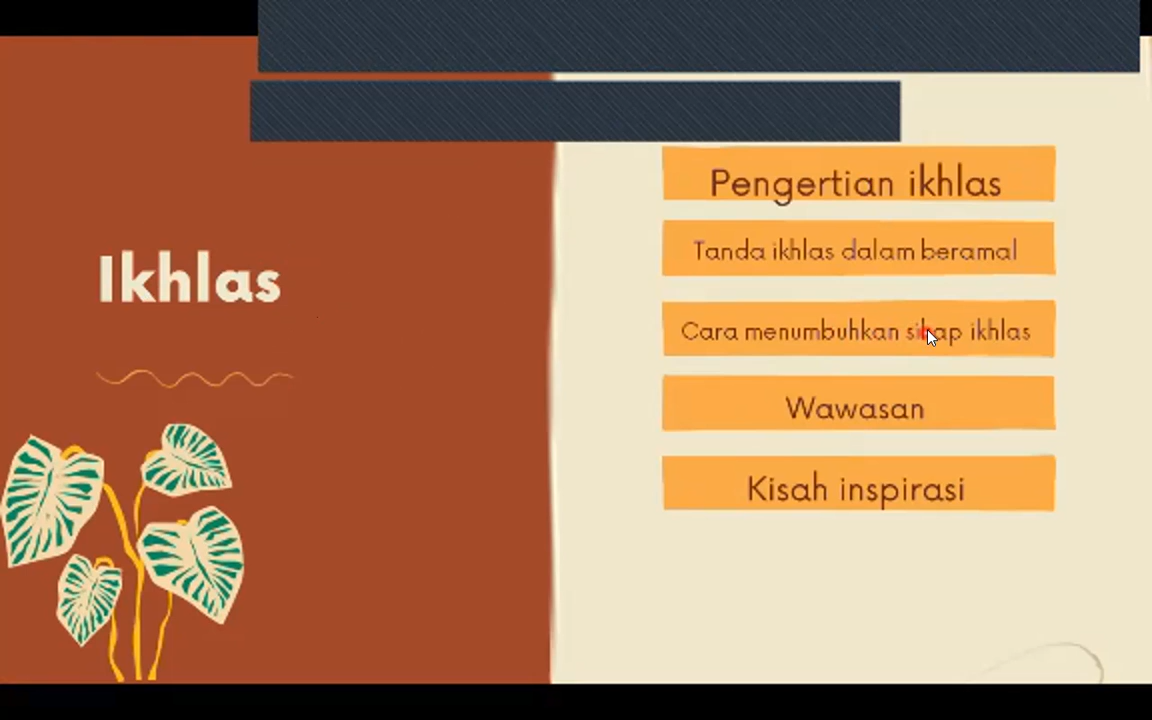 Ikhlas
Pengertian ikhlas
Tanda ikhlas dalam beramal
Cara menumbuhkan sikap ikhlas
Wawasan
Kisah inspirasi